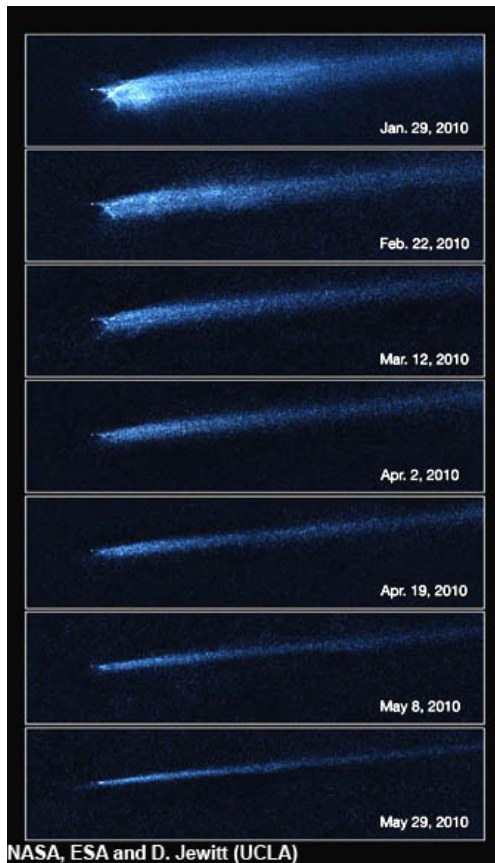 Jan. 29, 2010
Feb. 22, 2010
Mar. 12, 2010
Apr. 2, 2010
Apr. 19, 2010
May 8, 2010
May 29, 2010
NASA, ESA and D. Jewitt (UCLA)